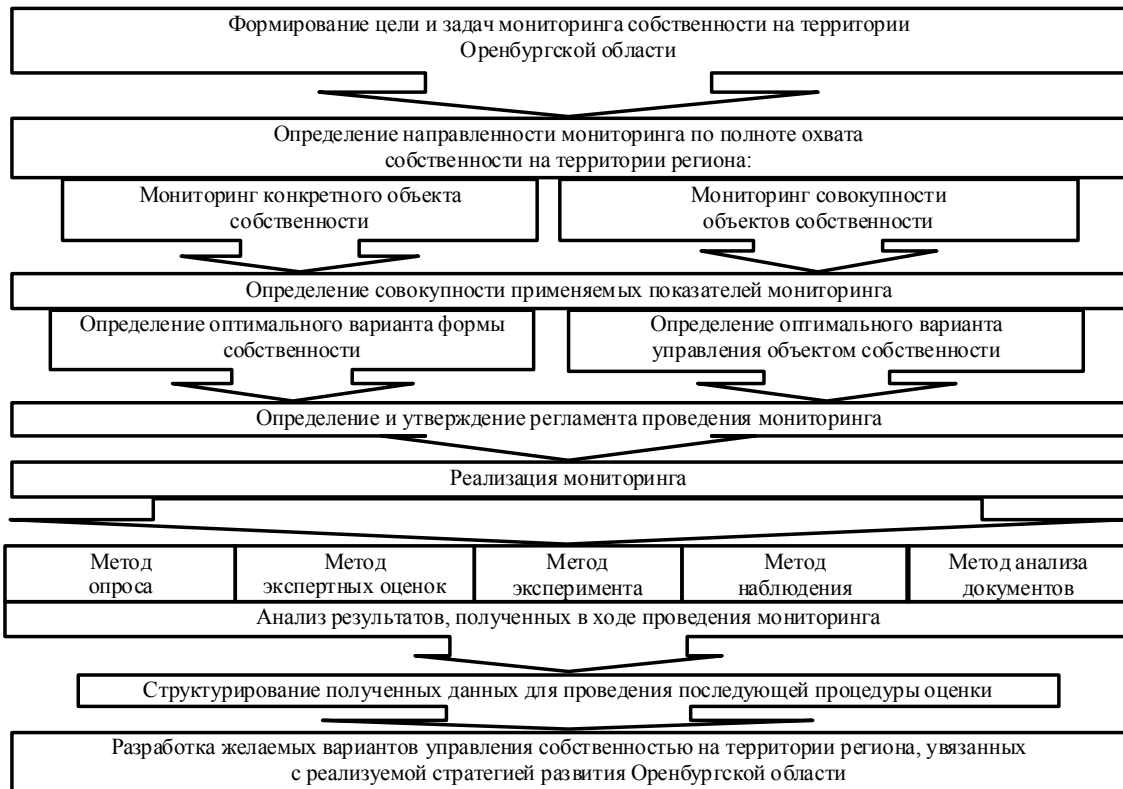 Формирование цели и задач мониторинга собственности на территории
Оренбургской области
Определение направленности мониторинга по полноте охвата
собственности на территории региона:
Мониторинг конкретного объекта
собственности
Мониторинг совокупности
объектов собственности
Определение совокупности применяемых показателей мониторинга
Определение оптимального варианта формы
собственности
Определение оптимального варианта
управления объектом собственности
Определение и утверждение регламента проведения мониторинга
Реализация мониторинга
Метод
опроса
Метод
экспертных оценок
Метод
эксперимента
Метод
наблюдения
Метод анализа
документов
Анализ результатов, полученных в ходе проведения мониторинга
Структурирование полученных данных для проведения последующей процедуры оценки
Разработка желаемых вариантов управления собственностью на территории региона, увязанных
с реализуемой стратегией развития Оренбургской области